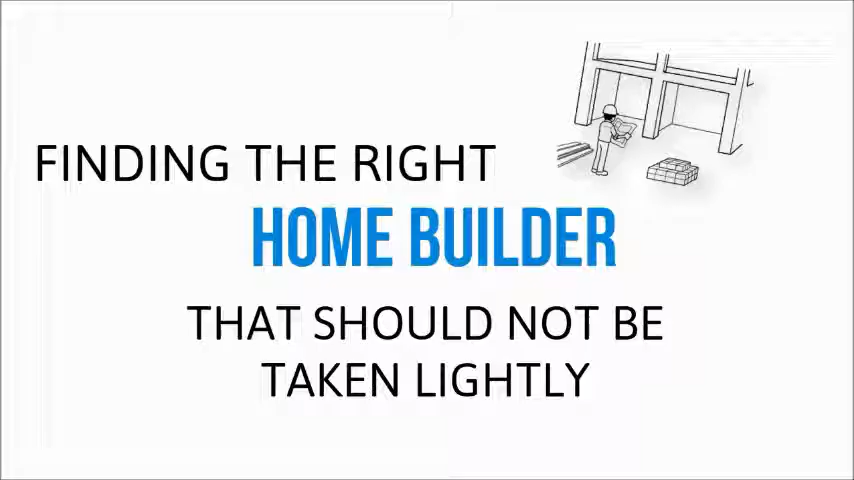 FINDING THE RIGHT
HOME BUILDER
THAT SHOULD NOT BE
TAKEN LIGHTLY